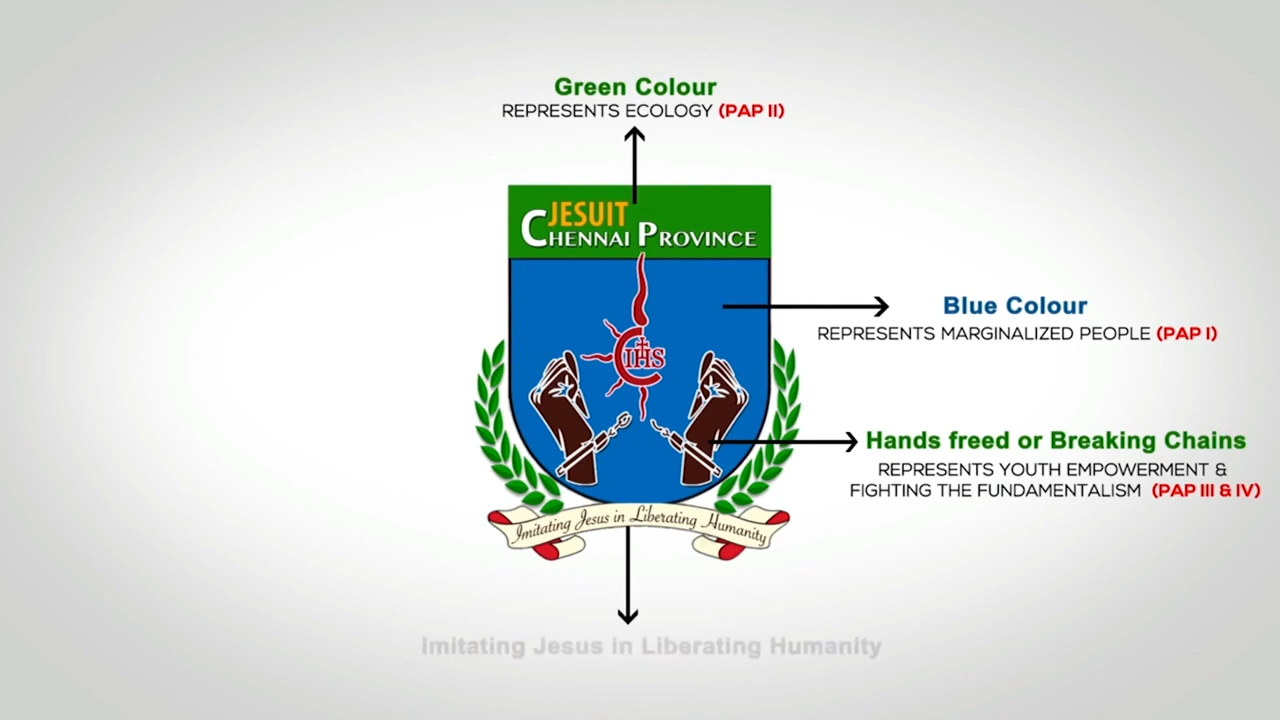 Green Colour
REPRESENTS ECOLOGY (PAP II)
JESUIT
CHENNAI PROVINCE
Blue Colour
REPRESENTS MARGINALIZED PEOPLE (PAP I)
IHS
Hands freed or Breaking Chains
REPRESENTS YOUTH EMPOWERMENT &
FIGHTING THE FUNDAMENTALISM (PAP III & IV)
Imitating Jesus in Liberating Humanity
Imitating Jesus in Liberating Humanity